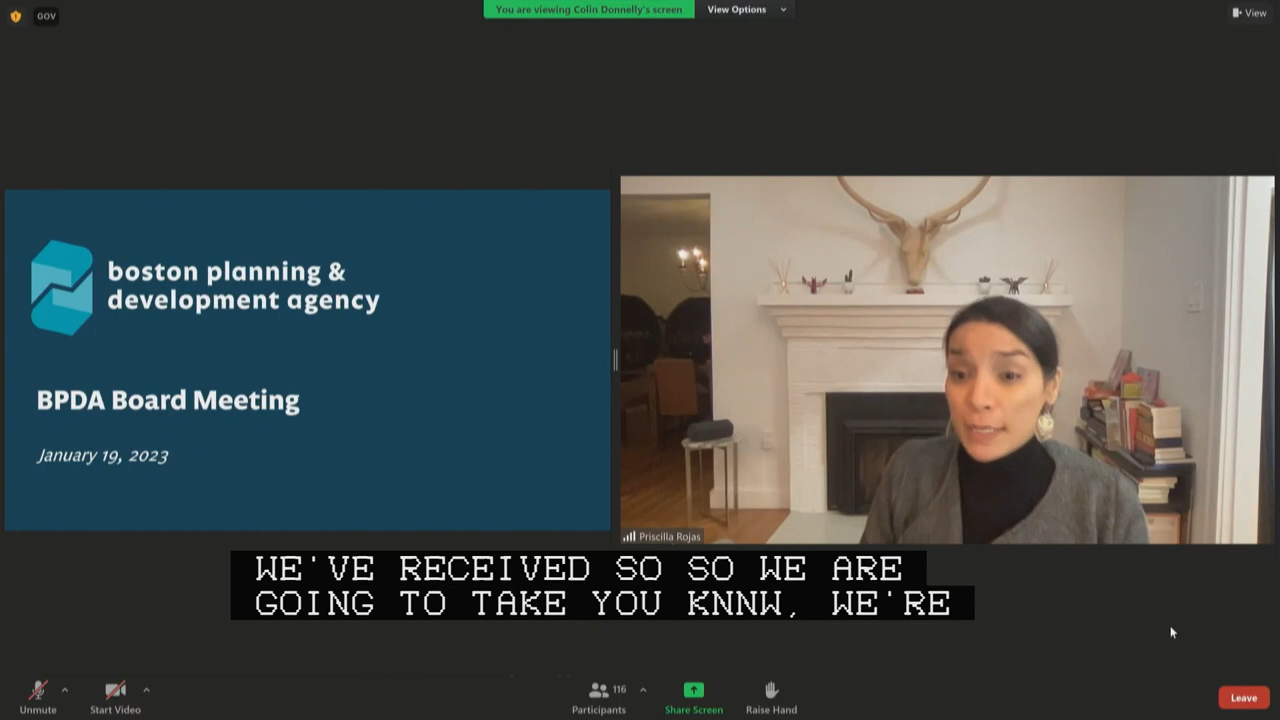 GOV
You are viewing Colin Donnelly's screen
View Options
View
boston planning &
development agency
BPDA Board Meeting
January 19, 2023
Priscilla Rojas
WE'VE RECEIVED SO SO WE ARE
GOING TO TAKE YOU KNNW, WE'RE
Unmute
Start Video
116
Participants
Share Screen
Raise Hand
Leave